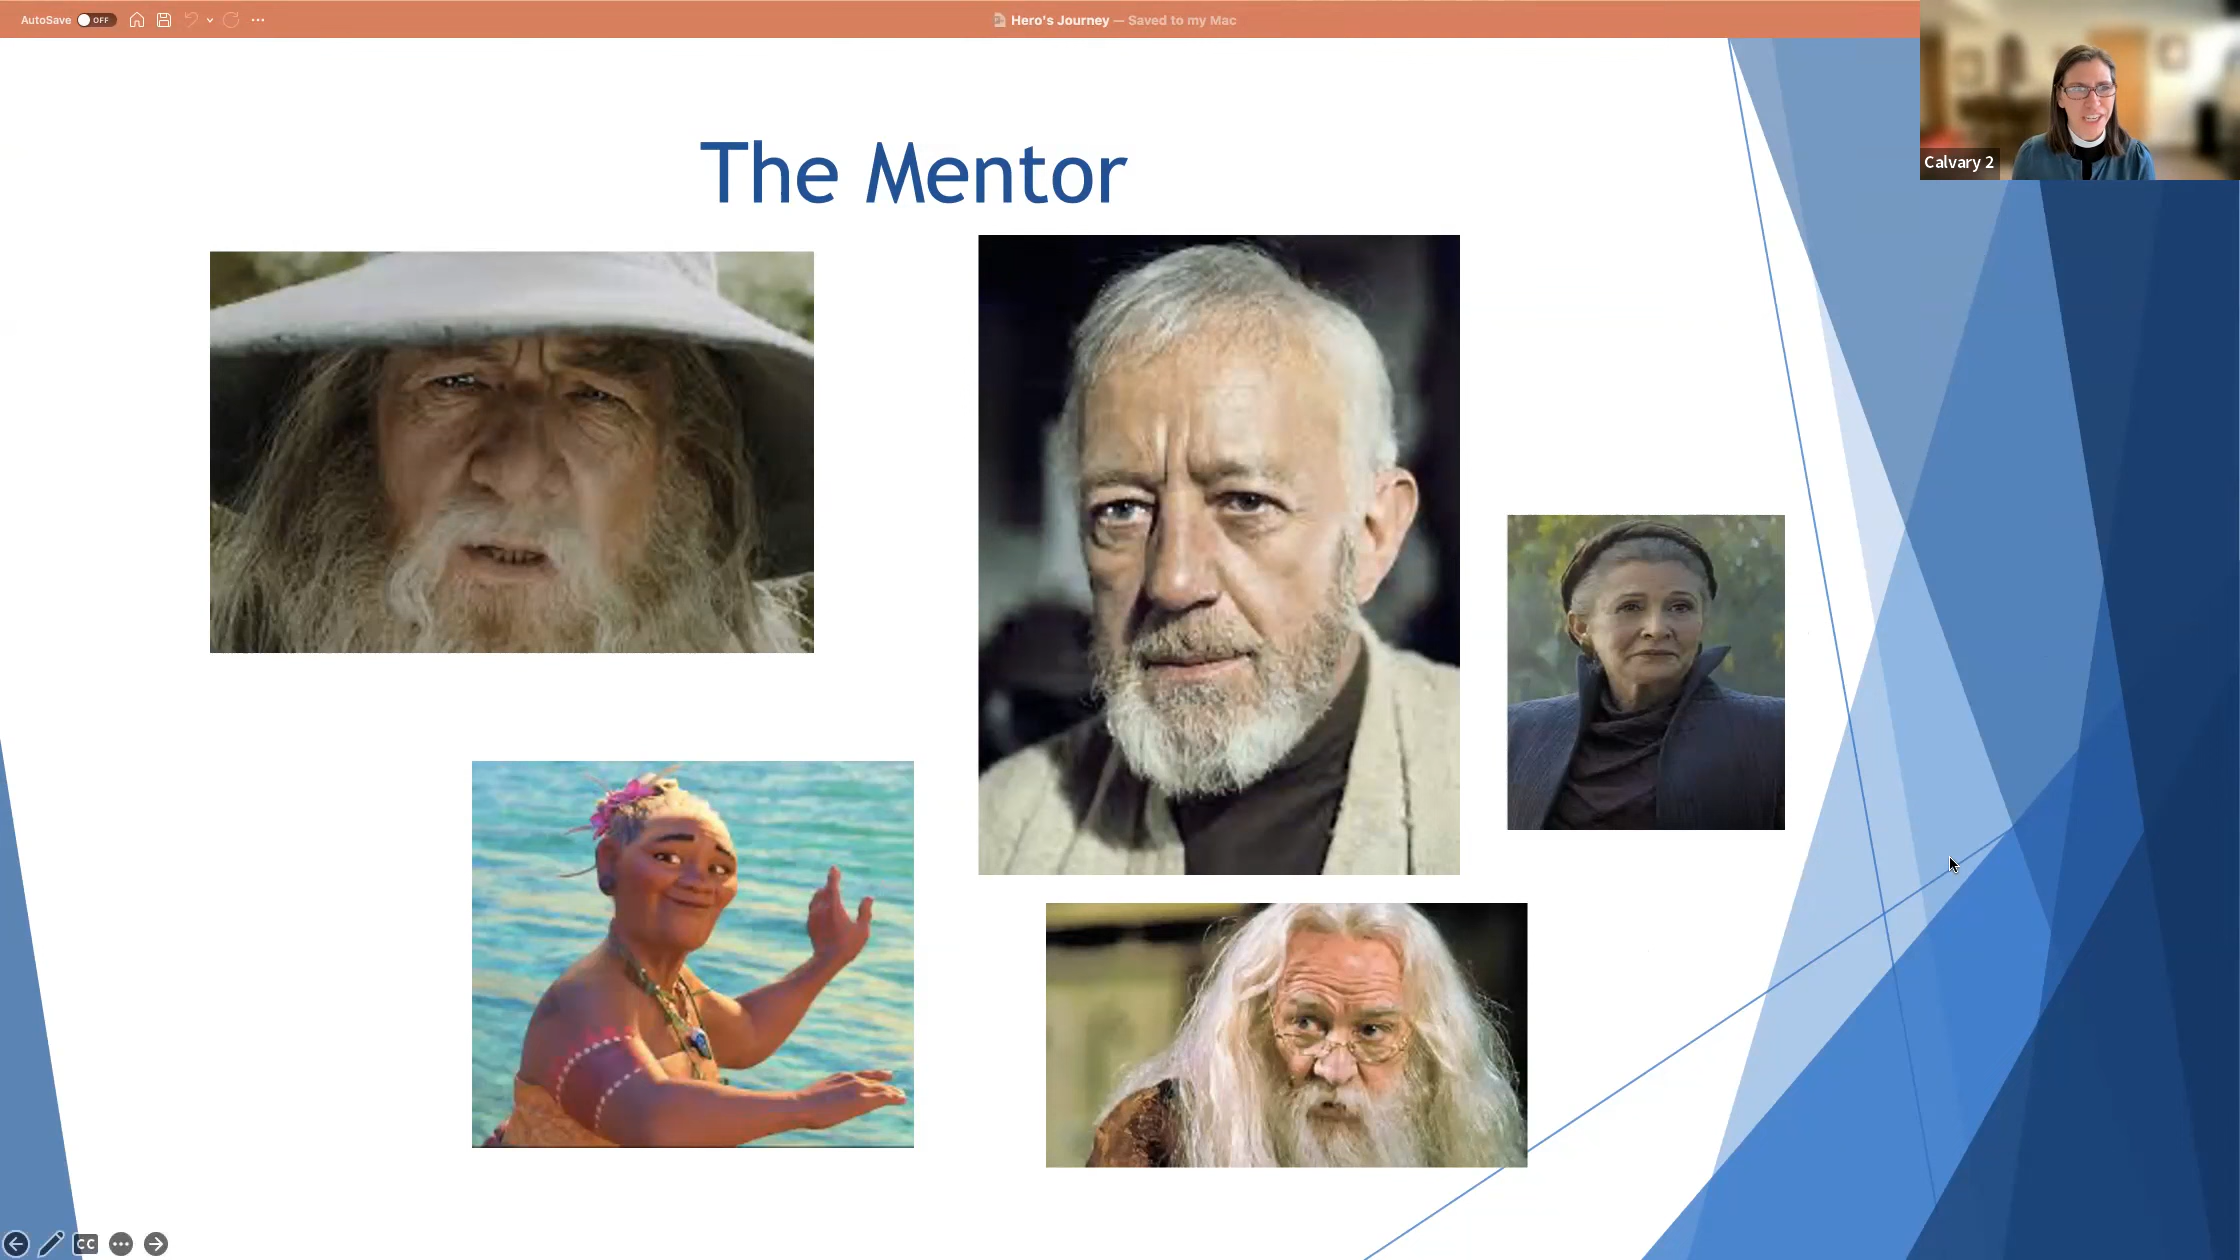 AutoSave OFF
Hero's Journey — Saved to my Mac
Calvary 2
The Mentor
CC